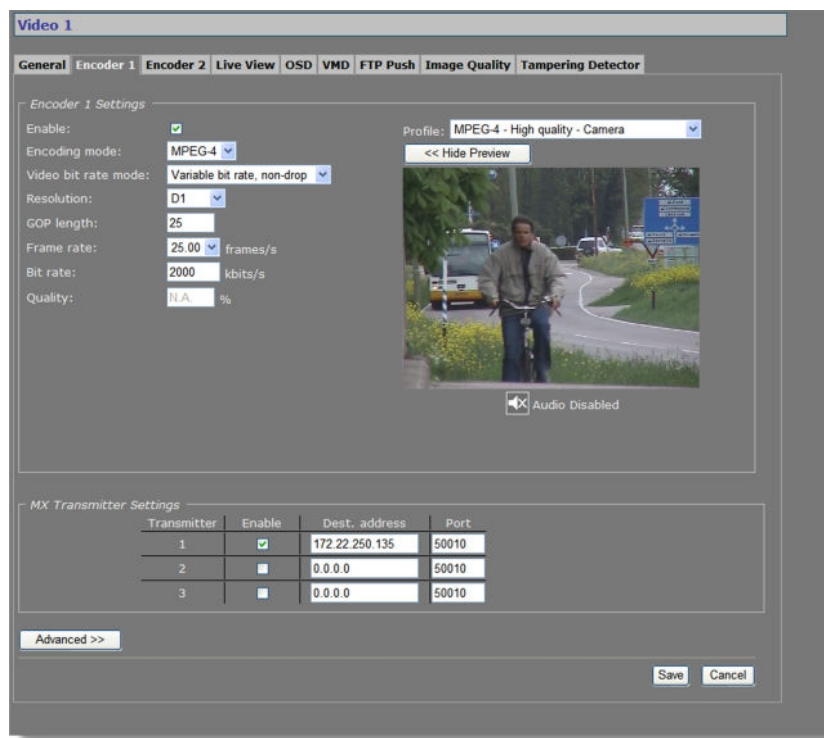 Video 1
General Encoder 1 Encoder 2 Live View OSD VMD FTP Push Image Quality Tampering Detector
Encoder 1 Settings
Enable:
Profile: MPEG-4 - High quality - Camera
Encoding mode: MPEG-4
<< Hide Preview
Video bit rate mode: Variable bit rate, non-drop
Resolution: D1
GOP length: 25
Frame rate: 25.00 frames/s
Bit rate: 2000 kbits/s
Quality: N.A. %
Audio Disabled
MX Transmitter Settings
Transmitter Enable Dest. address Port
1 172.22.250.135 50010
2 0.0.0.0 50010
3 0.0.0.0 50010
Advanced >>
Save Cancel